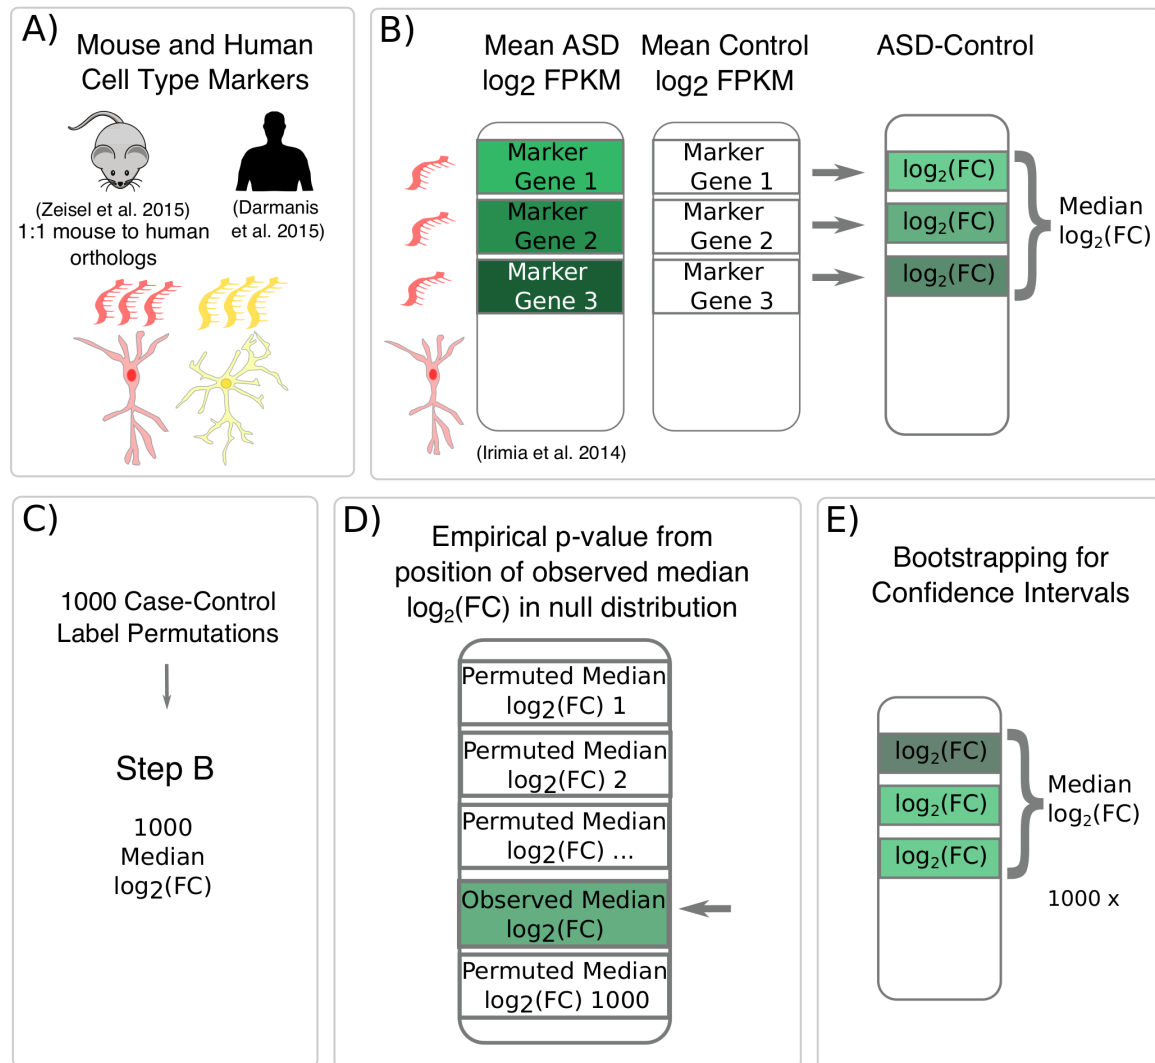 A)
Mouse and Human
Cell Type Markers
(Zeisel et al. 2015)
1:1 mouse to human
orthologs
(Darmanis
et al. 2015)
B)
Mean ASD
log2 FPKM
Mean Control
log2 FPKM
ASD-Control
Marker
Gene 1
Marker
Gene 2
Marker
Gene 3
Marker
Gene 1
Marker
Gene 2
Marker
Gene 3
log2(FC)
log2(FC)
log2(FC)
Median
log2(FC)
(Irimia et al. 2014)
C)
1000 Case-Control
Label Permutations
Step B
1000
Median
log2(FC)
D)
Empirical p-value from
position of observed median
log2(FC) in null distribution
Permuted Median
log2(FC) 1
Permuted Median
log2(FC) 2
Permuted Median
log2(FC) ...
Observed Median
log2(FC)
Permuted Median
log2(FC) 1000
E)
Bootstrapping for
Confidence Intervals
log2(FC)
log2(FC)
log2(FC)
Median
log2(FC)
1000 x